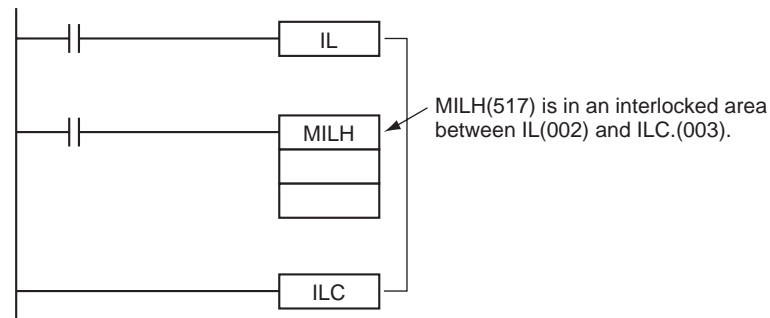 IL
MILH
MILH(517) is in an interlocked area
between IL(002) and ILC.(003).
ILC